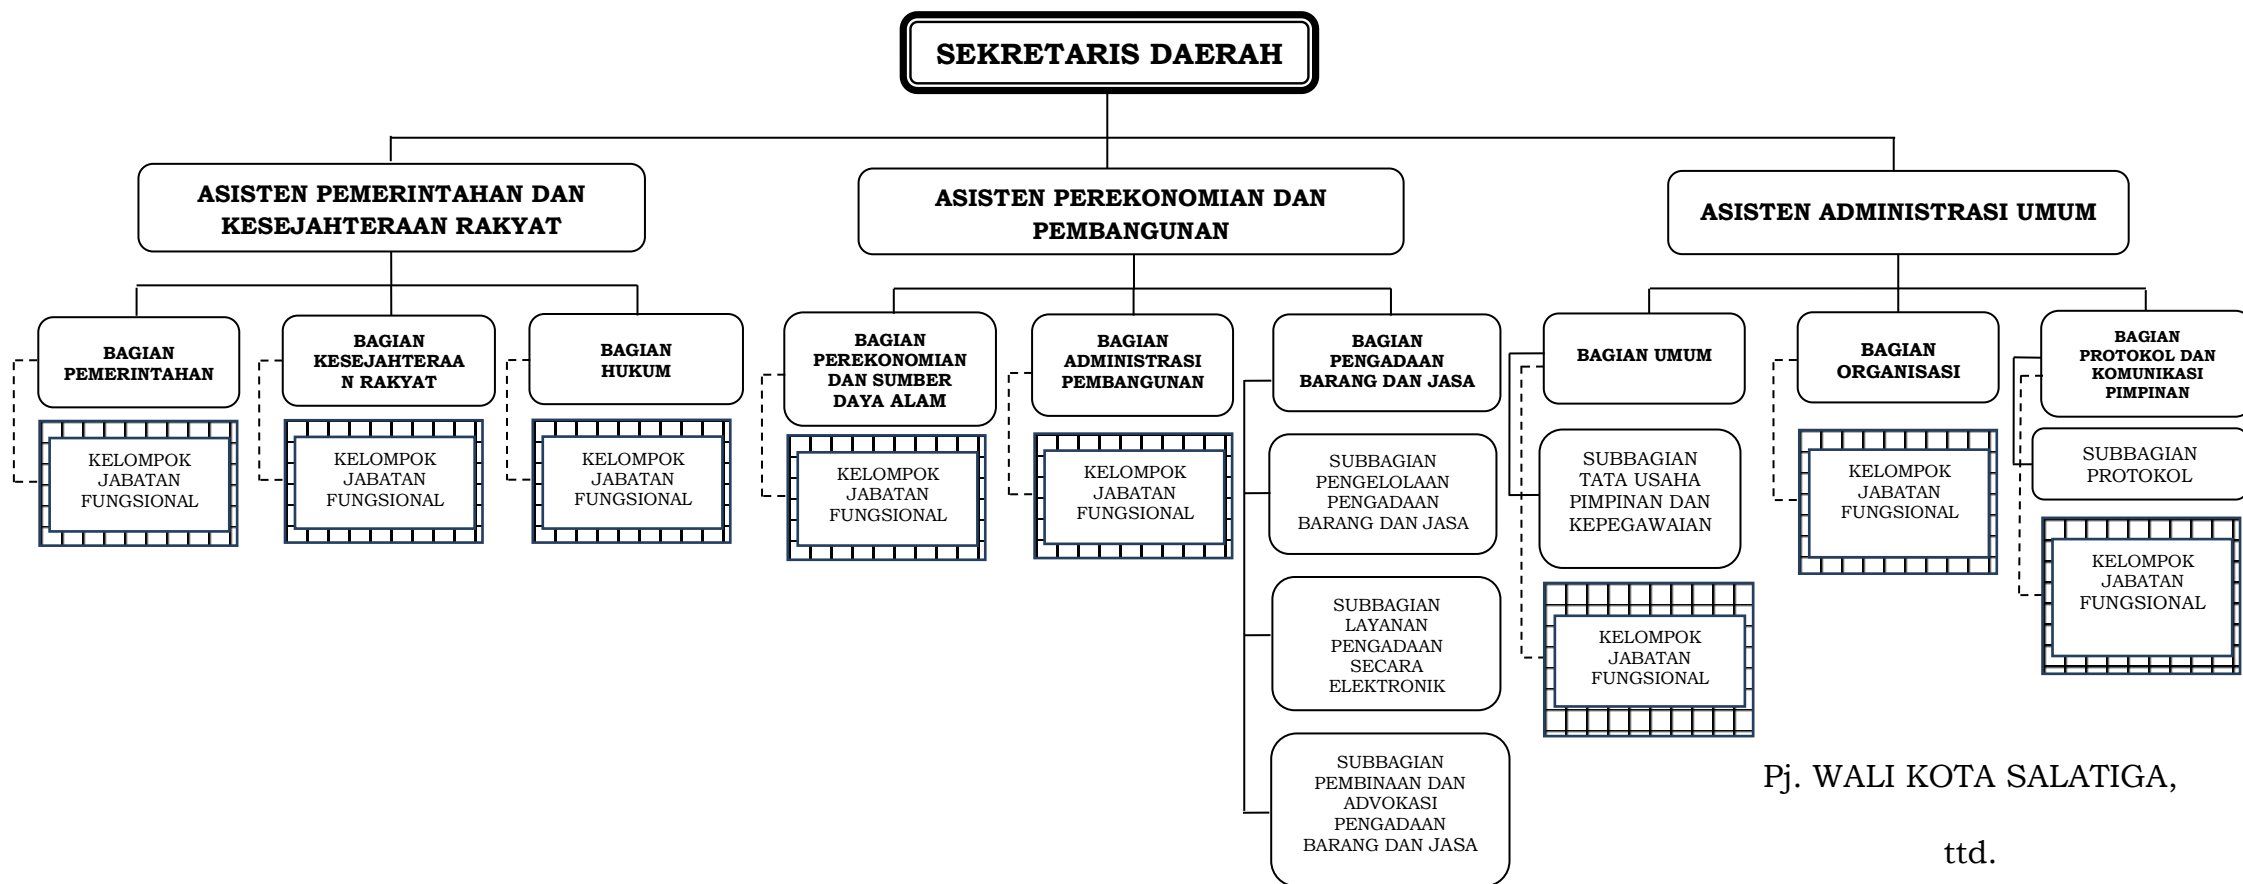 SEKRETARIS DAERAH
ASISTEN PEMERINTAHAN DAN
KESEJAHTERAAN RAKYAT
ASISTEN PEREKONOMIAN DAN
PEMBANGUNAN
ASISTEN ADMINISTRASI UMUM
BAGIAN
PEMERINTAHAN
BAGIAN
KESEJAHTERAA
N RAKYAT
BAGIAN
HUKUM
BAGIAN
PEREKONOMIAN
DAN SUMBER
DAYA ALAM
BAGIAN
ADMINISTRASI
PEMBANGUNAN
BAGIAN
PENGADAAN
BARANG DAN JASA
BAGIAN UMUM
BAGIAN
ORGANISASI
BAGIAN
PROTOKOL DAN
KOMUNIKASI
PIMPINAN
KELOMPOK
JABATAN
FUNGSIONAL
KELOMPOK
JABATAN
FUNGSIONAL
KELOMPOK
JABATAN
FUNGSIONAL
KELOMPOK
JABATAN
FUNGSIONAL
KELOMPOK
JABATAN
FUNGSIONAL
SUBBAGIAN
PENGELOLAAN
PENGADAAN
BARANG DAN JASA
SUBBAGIAN
TATA USAHA
PIMPINAN DAN
KEPEGAWAIAN
KELOMPOK
JABATAN
FUNGSIONAL
SUBBAGIAN
PROTOKOL
KELOMPOK
JABATAN
FUNGSIONAL
SUBBAGIAN
LAYANAN
PENGADAAN
SECARA
ELEKTRONIK
KELOMPOK
JABATAN
FUNGSIONAL
SUBBAGIAN
PEMBINAAN DAN
ADVOKASI
PENGADAAN
BARANG DAN JASA
Pj. WALI KOTA SALATIGA,
ttd.